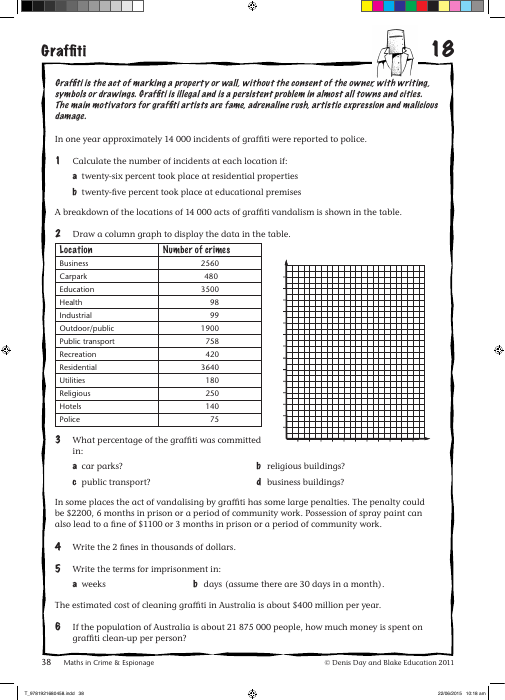 Graffiti
18
Graffiti is the act of marking a property or wall, without the consent of the owner, with writing,
symbols or drawings. Graffiti is illegal and is a persistent problem in almost all towns and cities.
The main motivators for graffiti artists are fame, adrenaline rush, artistic expression and malicious
damage.
In one year approximately 14 000 incidents of graffiti were reported to police.
1 Calculate the number of incidents at each location if:
a twenty-six percent took place at residential properties
b twenty-five percent took place at educational premises
A breakdown of the locations of 14 000 acts of graffiti vandalism is shown in the table.
2 Draw a column graph to display the data in the table.
Location Number of crimes
Business 2560
Carpark 480
Education 3500
Health 98
Industrial 99
Outdoor/public 1900
Public transport 758
Recreation 420
Residential 3640
Utilities 180
Religious 250
Hotels 140
Police 75
3 What percentage of the graffiti was committed
in:
a car parks? b religious buildings?
c public transport? d business buildings?
In some places the act of vandalising by graffiti has some large penalties. The penalty could
be $2200, 6 months in prison or a period of community work. Possession of spray paint can
also lead to a fine of $1100 or 3 months in prison or a period of community work.
4 Write the 2 fines in thousands of dollars.
5 Write the terms for imprisonment in:
a weeks b days (assume there are 30 days in a month).
The estimated cost of cleaning graffiti in Australia is about $400 million per year.
6 If the population of Australia is about 21 875 000 people, how much money is spent on
graffiti clean-up per person?
38 Maths in Crime & Espionage © Denis Day and Blake Education 2011
T_9781921680458.indd 38 22/06/2015 10:18 am